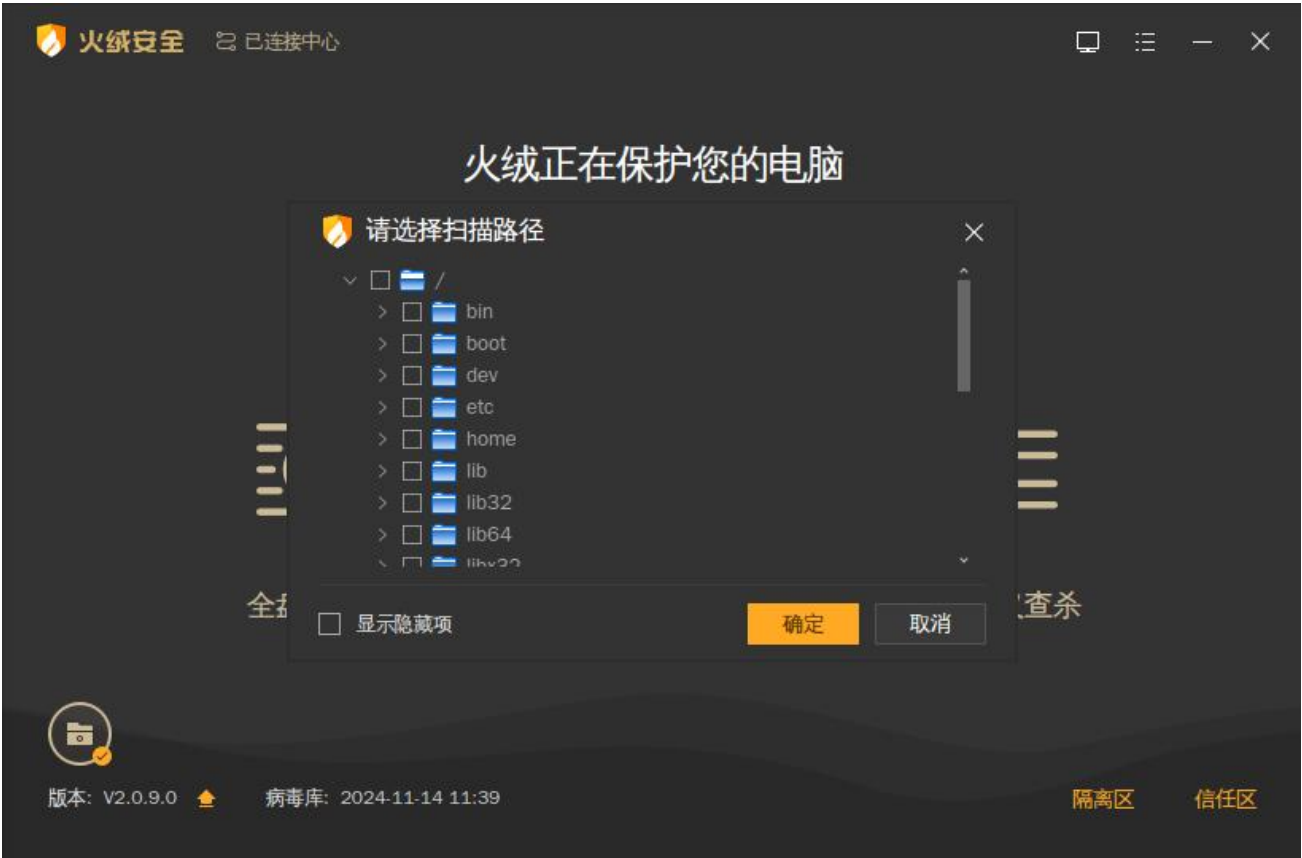 火绒安全 已连接中心
火绒正在保护您的电脑
请选择扫描路径
/
bin
boot
dev
etc
home
lib
lib32
lib64
libx32
全盘
查杀
显示隐藏项
确定 取消
版本: V2.0.9.0 病毒库: 2024-11-14 11:39 隔离区 信任区